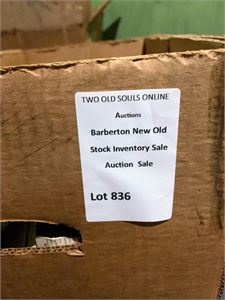 TWO OLD SOULS ONLINE
Auctions
Barberton New Old
Stock Inventory Sale
Auction Sale
Lot 836